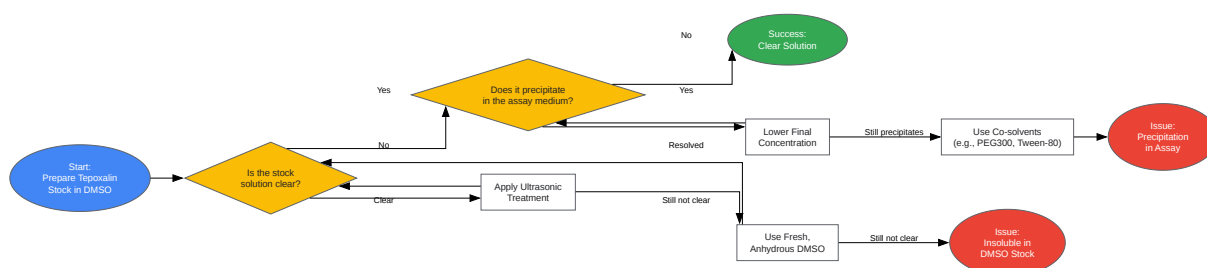 Start:
Prepare Tepoxalin
Stock in DMSO
Is the stock
solution clear?
Yes
No
Clear
Does it precipitate
in the assay medium?
No
Yes
Resolved
Success:
Clear Solution
Apply Ultrasonic
Treatment
Still not clear
Use Fresh,
Anhydrous DMSO
Still not clear
Issue:
Insoluble in
DMSO Stock
Lower Final
Concentration
Still precipitates
Use Co-solvents
(e.g., PEG300, Tween-80)
Issue:
Precipitation
in Assay